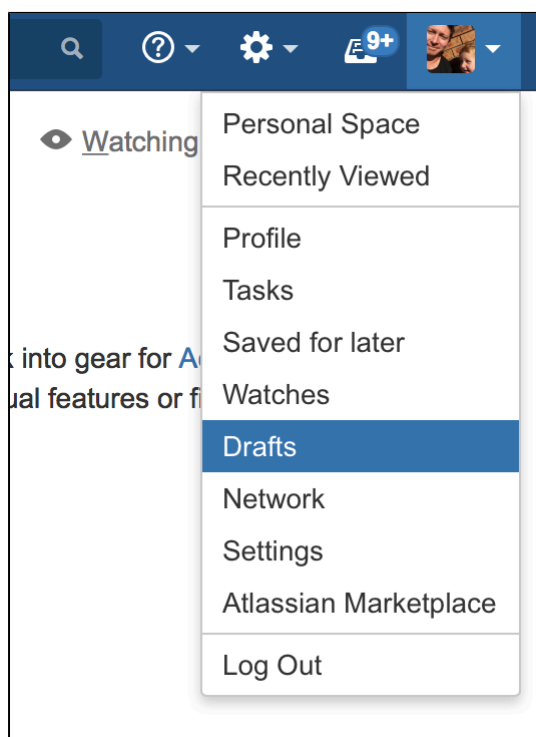 9+
Watching
Personal Space
Recently Viewed
Profile
Tasks
Saved for later
into gear for A
ual features or fi
Watches
Drafts
Network
Settings
Atlassian Marketplace
Log Out